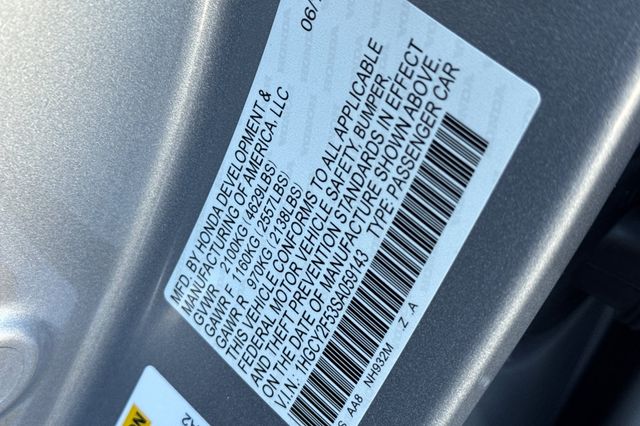 06/
MFD. BY HONDA DEVELOPMENT &
MANUFACTURING OF AMERICA, LLC
GVWR 2100KG (4629LBS)
GAWR F 1160KG (2557LBS)
GAWR R 970KG (2138LBS)
THIS VEHICLE CONFORMS TO ALL APPLICABLE
FEDERAL MOTOR VEHICLE SAFETY, BUMPER,
AND THEFT PREVENTION STANDARDS IN EFFECT
ON THE DATE OF MANUFACTURE SHOWN ABOVE.
V.I.N.: 1HGCY2F53SA059143 TYPE:PASSENGER CAR
S AA8 NH932M Z A